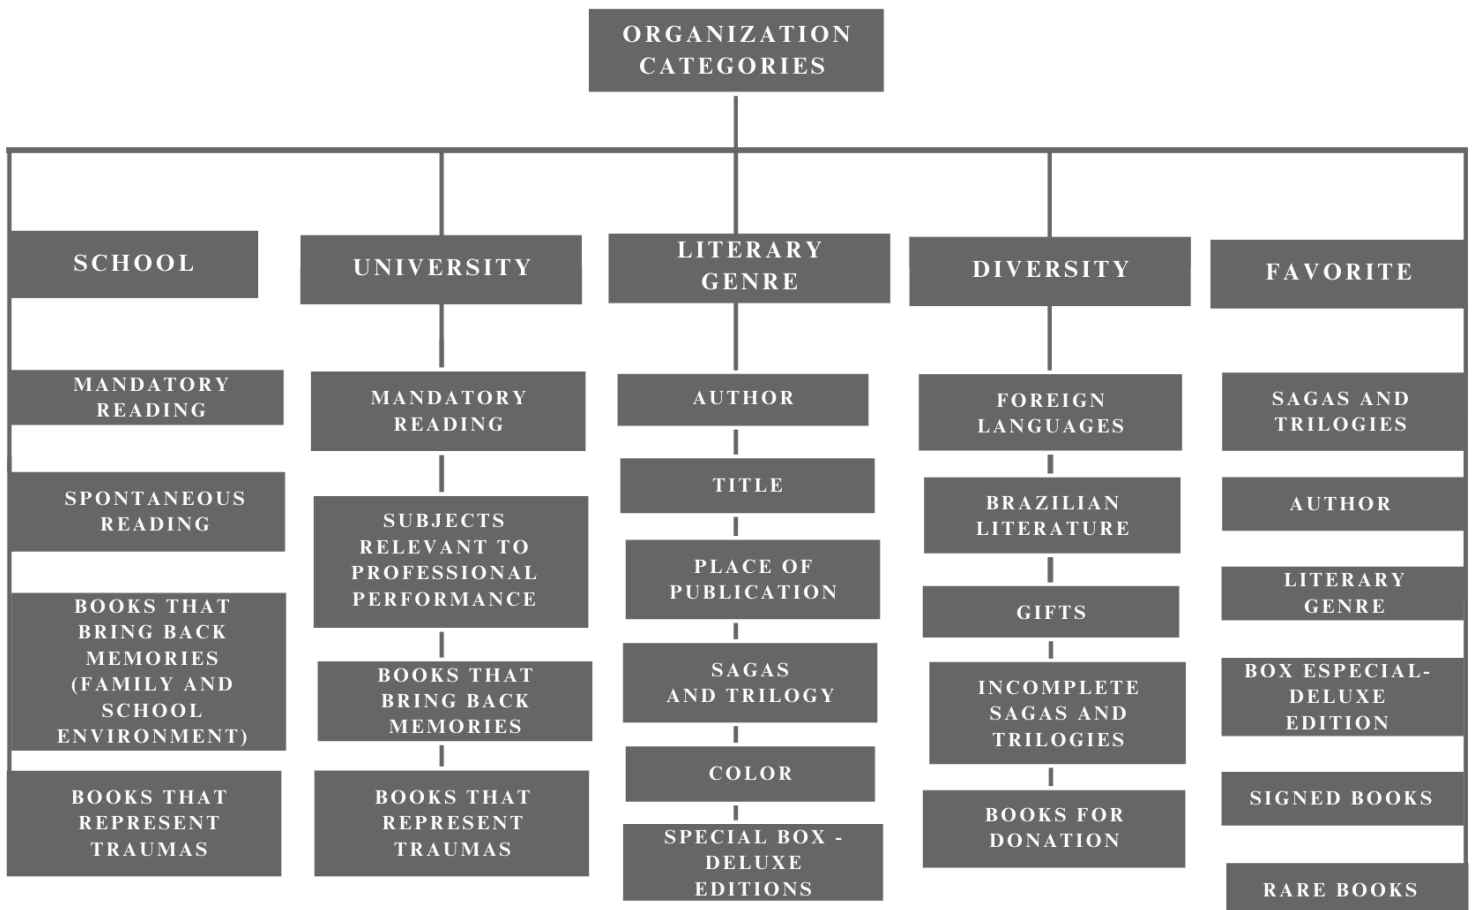 ORGANIZATION
CATEGORIES
SCHOOL
MANDATORY
READING
SPONTANEOUS
READING
BOOKS THAT
BRING BACK
MEMORIES
(FAMILY AND
SCHOOL
ENVIRONMENT)
BOOKS THAT
REPRESENT
TRAUMAS
UNIVERSITY
MANDATORY
READING
SUBJECTS
RELEVANT TO
PROFESSIONAL
PERFORMANCE
BOOKS THAT
BRING BACK
MEMORIES
BOOKS THAT
REPRESENT
TRAUMAS
LITERARY
GENRE
AUTHOR
TITLE
PLACE OF
PUBLICATION
SAGAS
AND TRILOGY
COLOR
SPECIAL BOX -
DELUXE
EDITIONS
DIVERSITY
FOREIGN
LANGUAGES
BRAZILIAN
LITERATURE
GIFTS
INCOMPLETE
SAGAS AND
TRILOGIES
BOOKS FOR
DONATION
FAVORITE
SAGAS AND
TRILOGIES
AUTHOR
LITERARY
GENRE
BOX ESPECIAL-
DELUXE
EDITION
SIGNED BOOKS
RARE BOOKS